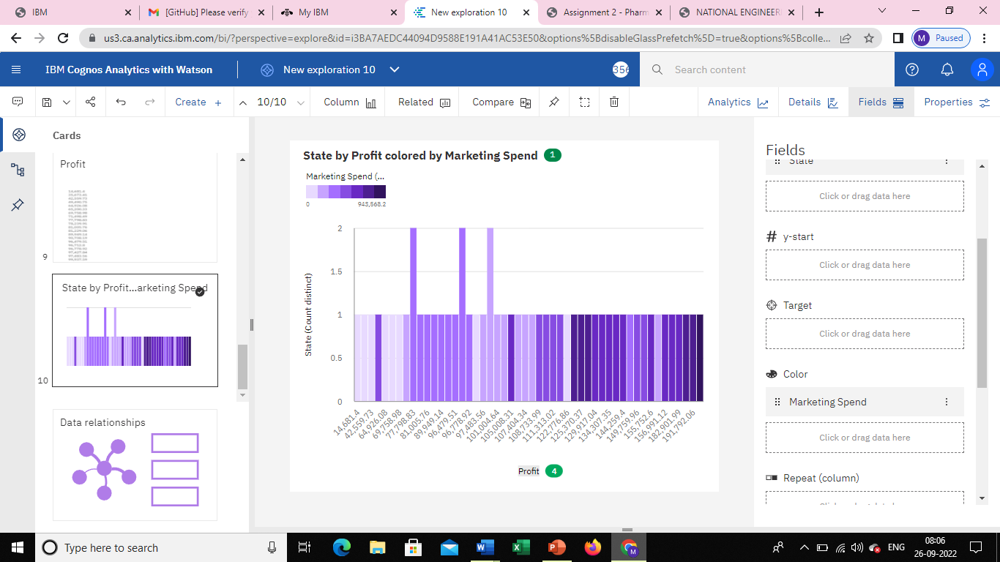 IBM
[GitHub] Please verify
My IBM
New exploration 10
Assignment 2 - Pharm
NATIONAL ENGINEER
us3.ca.analytics.ibm.com/bi/?perspective=explore&id=i3BA7AEDC44094D9588E191A41AC53E50&options%5BdisableGlassPrefetch%5D=true&options%5Bcolle...
M Paused
IBM Cognos Analytics with Watson
New exploration 10
356
Search content
Create +
10/10
Column
Related
Compare
Analytics
Details
Fields
Properties
Cards
Profit
9
State by Profit...arketing Spend
10
Data relationships
State by Profit colored by Marketing Spend 1
Marketing Spend (...
0 943,568.2
State (Count distinct)
2
1.5
1
0.5
0
14,681.4
42,559.73
64,926.08
69,758.98
77,798.83
81,005.76
89,949.14
96,479.51
96,778.92
97,483.56
101,004.64
105,008.31
107,404.34
108,733.99
111,313.02
122,776.86
125,370.37
129,917.04
134,307.35
144,259.4
149,759.96
155,752.6
156,991.12
182,901.99
191,792.06
Profit 4
Fields
State
Click or drag data here
y-start
Click or drag data here
Target
Click or drag data here
Color
Marketing Spend
Click or drag data here
Repeat (column)
Click or drag data here
Type here to search
ENG
08:06
26-09-2022